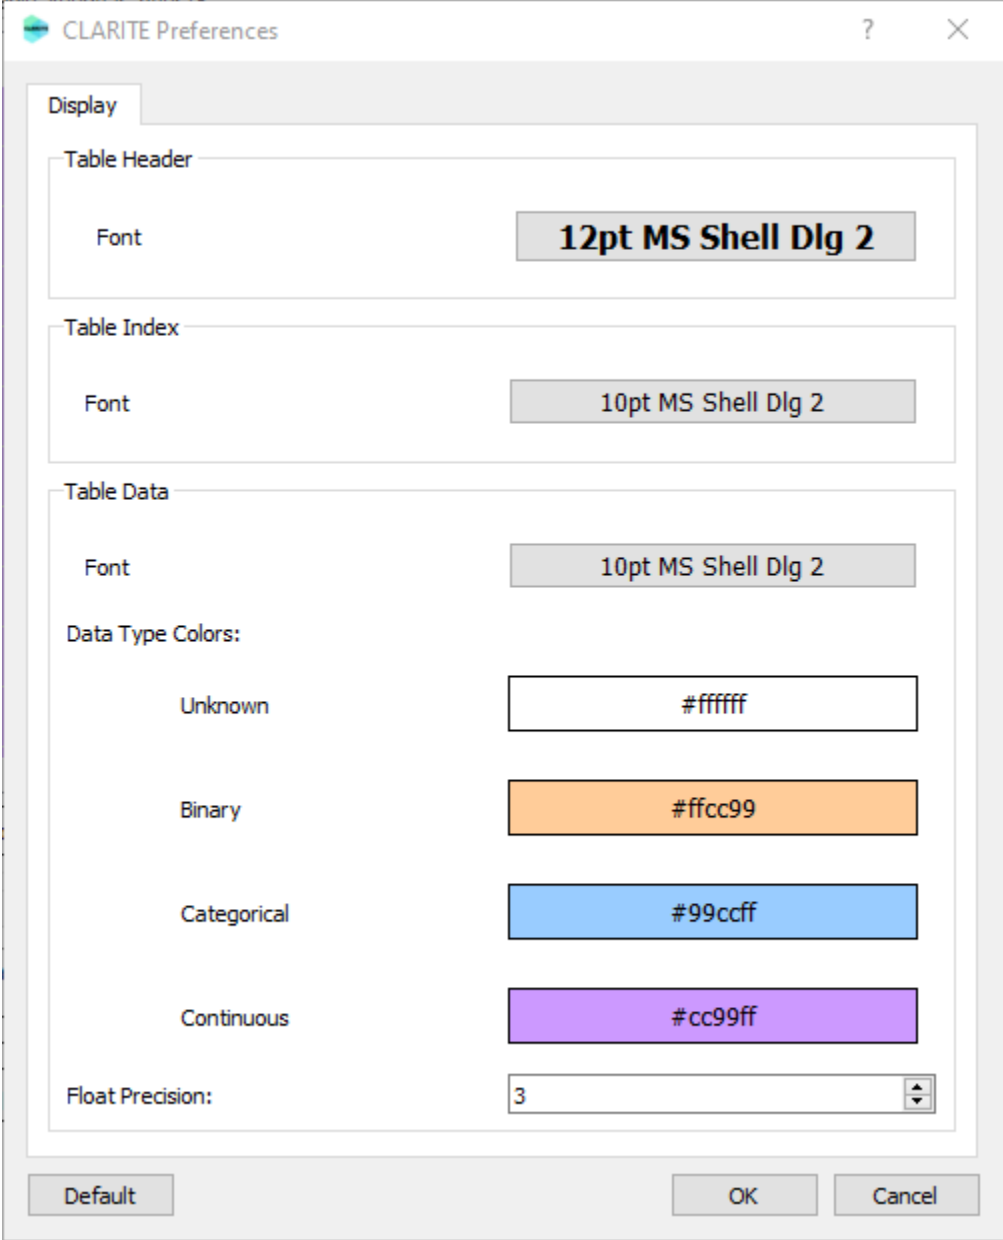 CLARITE Preferences ?
Display
Table Header
Font 12pt MS Shell Dlg 2
Table Index
Font 10pt MS Shell Dlg 2
Table Data
Font 10pt MS Shell Dlg 2
Data Type Colors:
Unknown #ffffff
Binary #ffcc99
Categorical #99ccff
Continuous #cc99ff
Float Precision: 3
Default OK Cancel